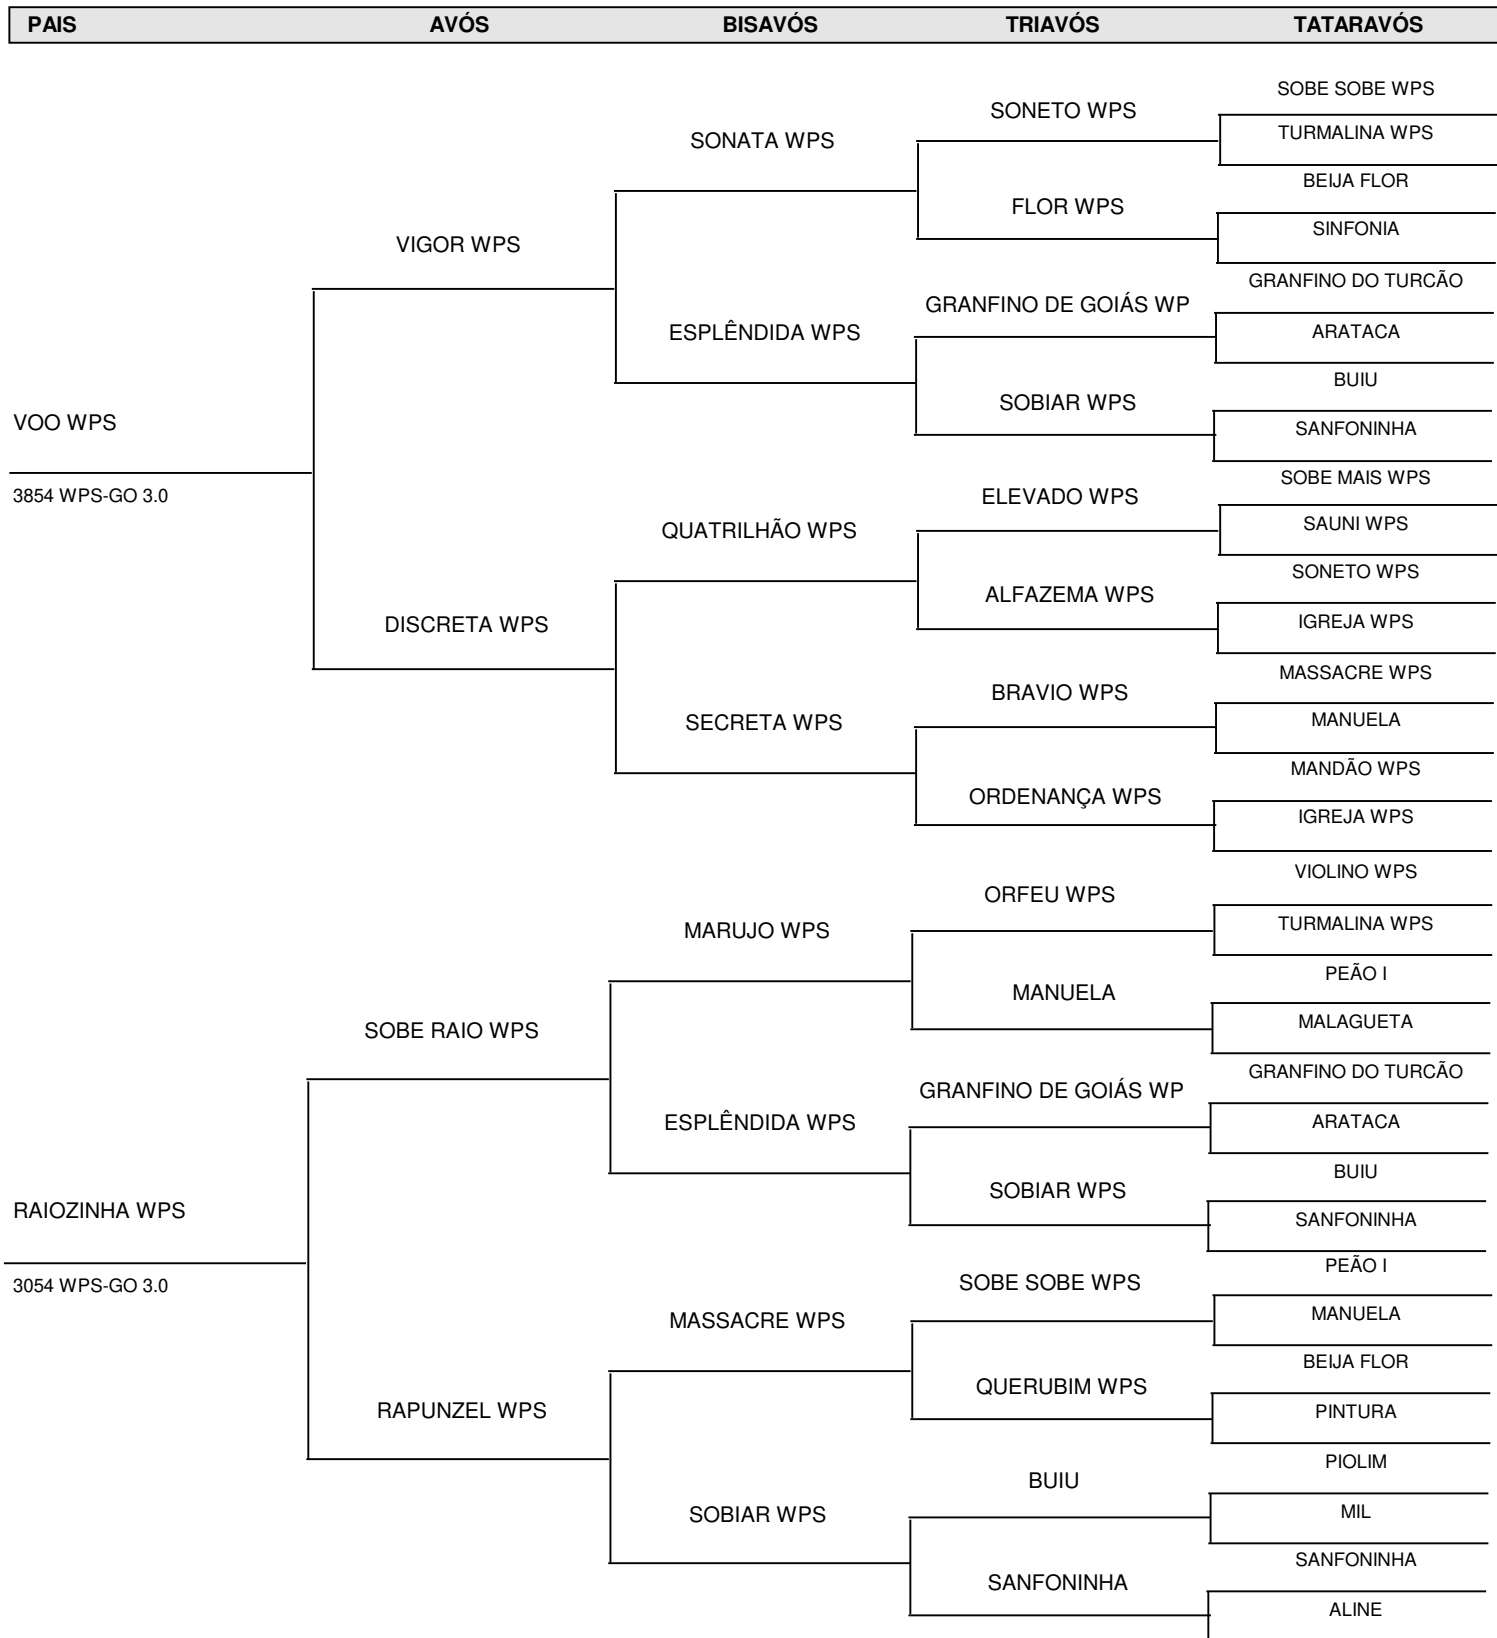 PAIS AVÓS BISAVÓS TRIAVÓS TATARAVÓS
SOBE SOBE WPS
SONETO WPS
TURMALINA WPS
SONATA WPS
BEIJA FLOR
FLOR WPS
SINFONIA
VIGOR WPS
GRANFINO DO TURCÃO
GRANFINO DE GOIÁS WP
ESPLÊNDIDA WPS
ARATACA
BUIU
SOBIAR WPS
VOO WPS
SANFONINHA
SOBE MAIS WPS
3854 WPS-GO 3.0
ELEVADO WPS
SAUNI WPS
QUATRILHÃO WPS
SONETO WPS
ALFAZEMA WPS
IGREJA WPS
DISCRETA WPS
MASSACRE WPS
BRAVIO WPS
MANUELA
SECRETA WPS
MANDÃO WPS
ORDENANÇA WPS
IGREJA WPS
VIOLINO WPS
ORFEU WPS
TURMALINA WPS
MARUJO WPS
PEÃO I
MANUELA
MALAGUETA
SOBE RAIO WPS
GRANFINO DO TURCÃO
GRANFINO DE GOIÁS WP
ARATACA
ESPLÊNDIDA WPS
BUIU
SOBIAR WPS
RAIOZINHA WPS
SANFONINHA
PEÃO I
3054 WPS-GO 3.0
SOBE SOBE WPS
MANUELA
MASSACRE WPS
BEIJA FLOR
QUERUBIM WPS
RAPUNZEL WPS
PINTURA
PIOLIM
BUIU
MIL
SOBIAR WPS
SANFONINHA
SANFONINHA
ALINE